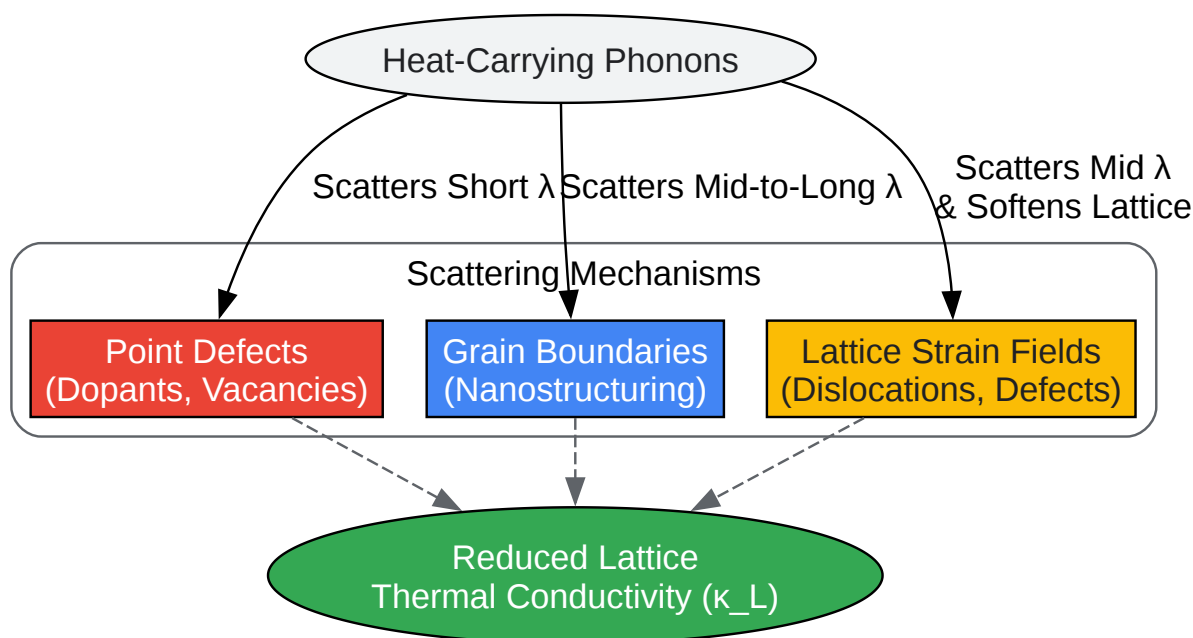 Heat-Carrying Phonons
Scatters Short λ
Scatters Mid-to-Long λ
Scatters Mid λ
& Softens Lattice
Scattering Mechanisms
Point Defects
(Dopants, Vacancies)
Grain Boundaries
(Nanostructuring)
Lattice Strain Fields
(Dislocations, Defects)
Reduced Lattice
Thermal Conductivity (κ_L)